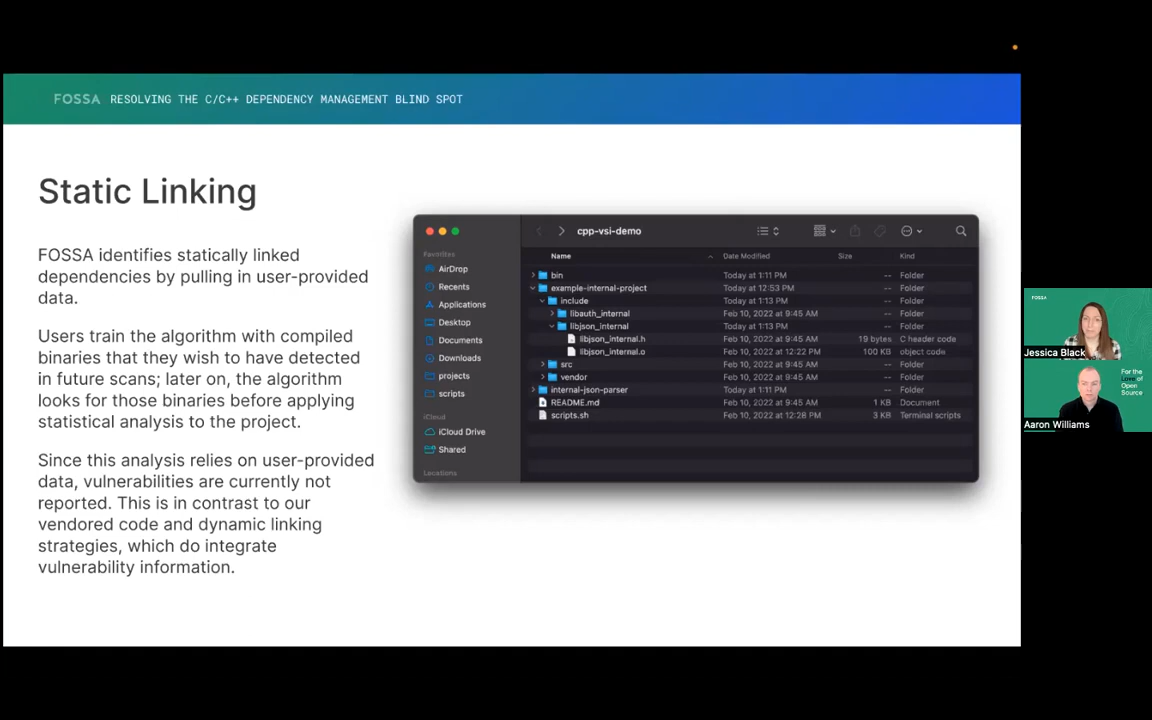 FOSSA RESOLVING THE C/C++ DEPENDENCY MANAGEMENT BLIND SPOT
Static Linking
FOSSA identifies statically linked
dependencies by pulling in user-provided
data.
Users train the algorithm with compiled
binaries that they wish to have detected
in future scans; later on, the algorithm
looks for those binaries before applying
statistical analysis to the project.
Since this analysis relies on user-provided
data, vulnerabilities are currently not
reported. This is in contrast to our
vendored code and dynamic linking
strategies, which do integrate
vulnerability information.
cpp-vsi-demo
Favorites
AirDrop
Recents
Applications
Desktop
Documents
Downloads
projects
scripts
iCloud
iCloud Drive
Shared
Locations
Name Date Modified Size Kind
bin Today at 1:11 PM -- Folder
example-internal-project Today at 12:53 PM -- Folder
include Today at 1:13 PM -- Folder
libauth_internal Feb 10, 2022 at 9:45 AM -- Folder
libjson_internal Today at 1:13 PM -- Folder
libjson_internal.h Feb 10, 2022 at 9:45 AM 19 bytes C header code
libjson_internal.o Feb 10, 2022 at 12:22 PM 100 KB object code
src Feb 10, 2022 at 9:45 AM -- Folder
vendor Feb 10, 2022 at 9:45 AM -- Folder
internal-json-parser Today at 1:11 PM -- Folder
README.md Feb 10, 2022 at 9:45 AM 1 KB Document
scripts.sh Feb 10, 2022 at 12:28 PM 3 KB Terminal scripts
FOSSA
Jessica Black
For the
Love of
Open
Source
Aaron Williams